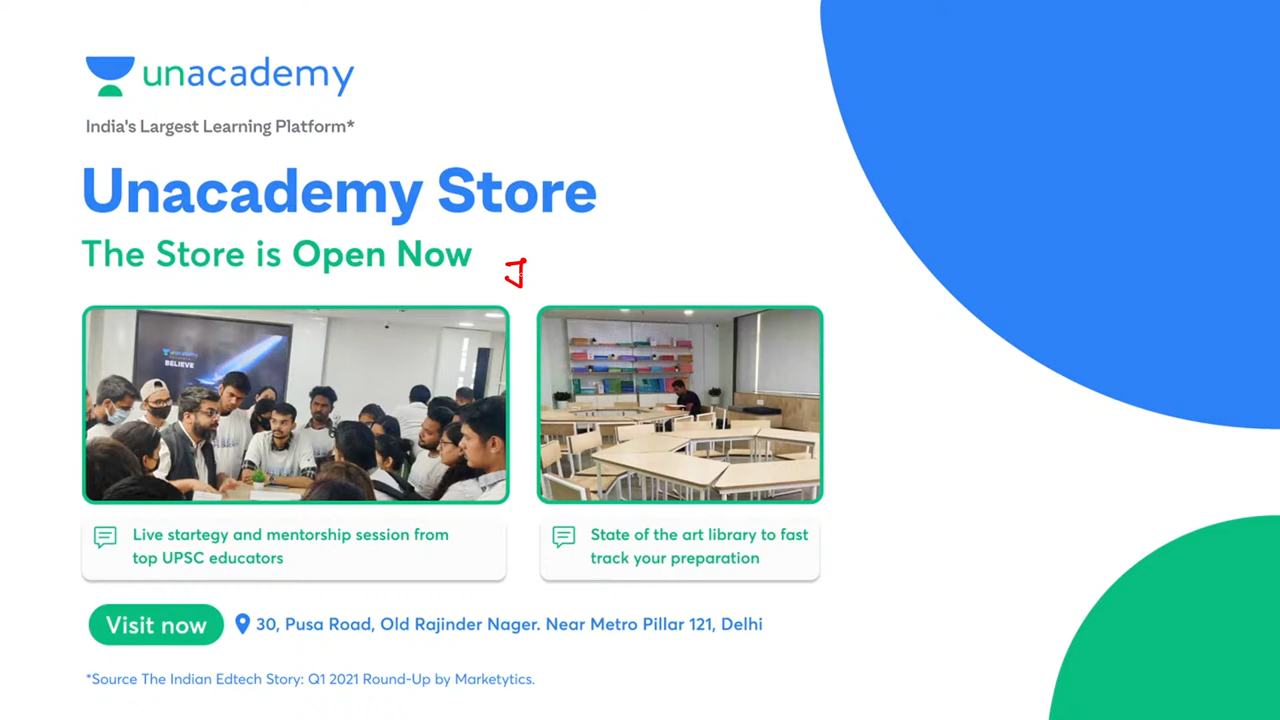 unacademy
India's Largest Learning Platform*
Unacademy Store
The Store is Open Now
unacademy
BELIEVE
Live startegy and mentorship session from
top UPSC educators
State of the art library to fast
track your preparation
Visit now
30, Pusa Road, Old Rajinder Nager. Near Metro Pillar 121, Delhi
*Source The Indian Edtech Story: Q1 2021 Round-Up by Marketytics.